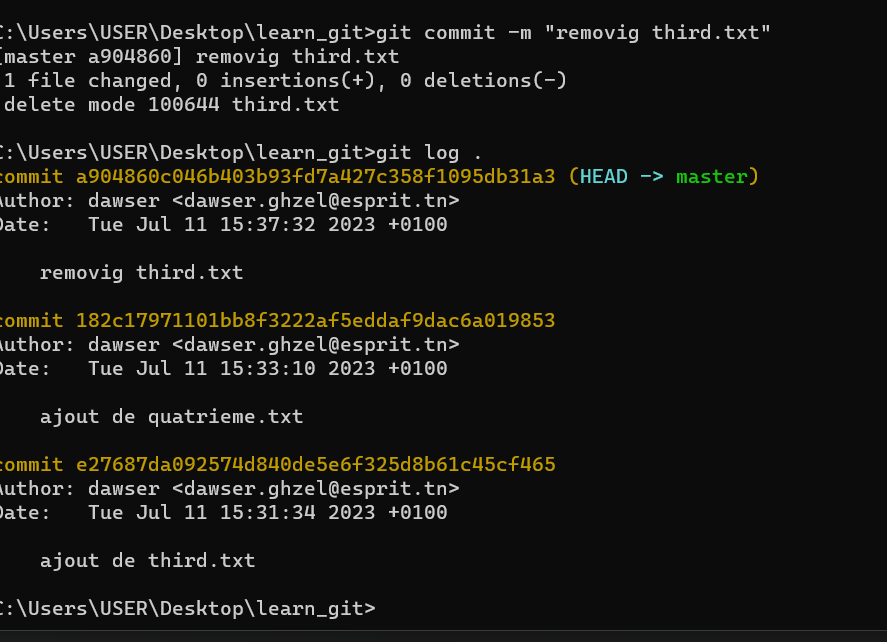 :\Users\USER\Desktop\learn_git>git commit -m "removig third.txt"
[master a904860] removig third.txt
1 file changed, 0 insertions(+), 0 deletions(-)
delete mode 100644 third.txt
:\Users\USER\Desktop\learn_git>git log .
commit a904860c046b403b93fd7a427c358f1095db31a3 (HEAD -> master)
Author: dawser <dawser.ghzel@esprit.tn>
Date:   Tue Jul 11 15:37:32 2023 +0100
removig third.txt
commit 182c17971101bb8f3222af5eddaf9dac6a019853
Author: dawser <dawser.ghzel@esprit.tn>
Date:   Tue Jul 11 15:33:10 2023 +0100
ajout de quatrieme.txt
commit e27687da092574d840de5e6f325d8b61c45cf465
Author: dawser <dawser.ghzel@esprit.tn>
Date:   Tue Jul 11 15:31:34 2023 +0100
ajout de third.txt
:\Users\USER\Desktop\learn_git>